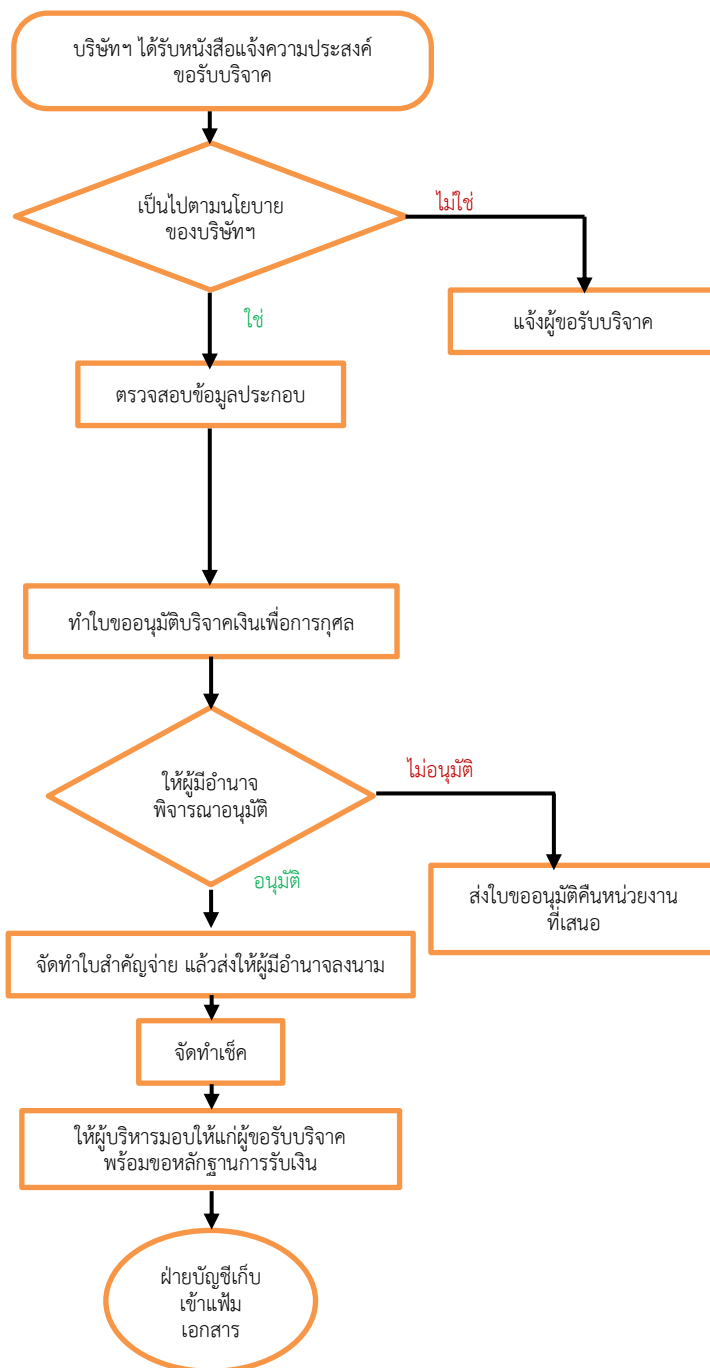 บริษัทฯ ได้รับหนังสือแจ้งความประสงค์
ขอรับบริจาค
เป็นไปตามนโยบาย
ของบริษัทฯ
ไม่ใช่
ใช่
แจ้งผู้ขอรับบริจาค
ตรวจสอบข้อมูลประกอบ
ทำใบขออนุมัติบริจาคเงินเพื่อการกุศล
ให้ผู้มีอำนาจ
พิจารณาอนุมัติ
ไม่อนุมัติ
อนุมัติ
ส่งใบขออนุมัติคืนหน่วยงาน
ที่เสนอ
จัดทำใบสำคัญจ่าย แล้วส่งให้ผู้มีอำนาจลงนาม
จัดทำเช็ค
ให้ผู้บริหารมอบให้แก่ผู้ขอรับบริจาค
พร้อมขอหลักฐานการรับเงิน
ฝ่ายบัญชีเก็บ
เข้าแฟ้ม
เอกสาร